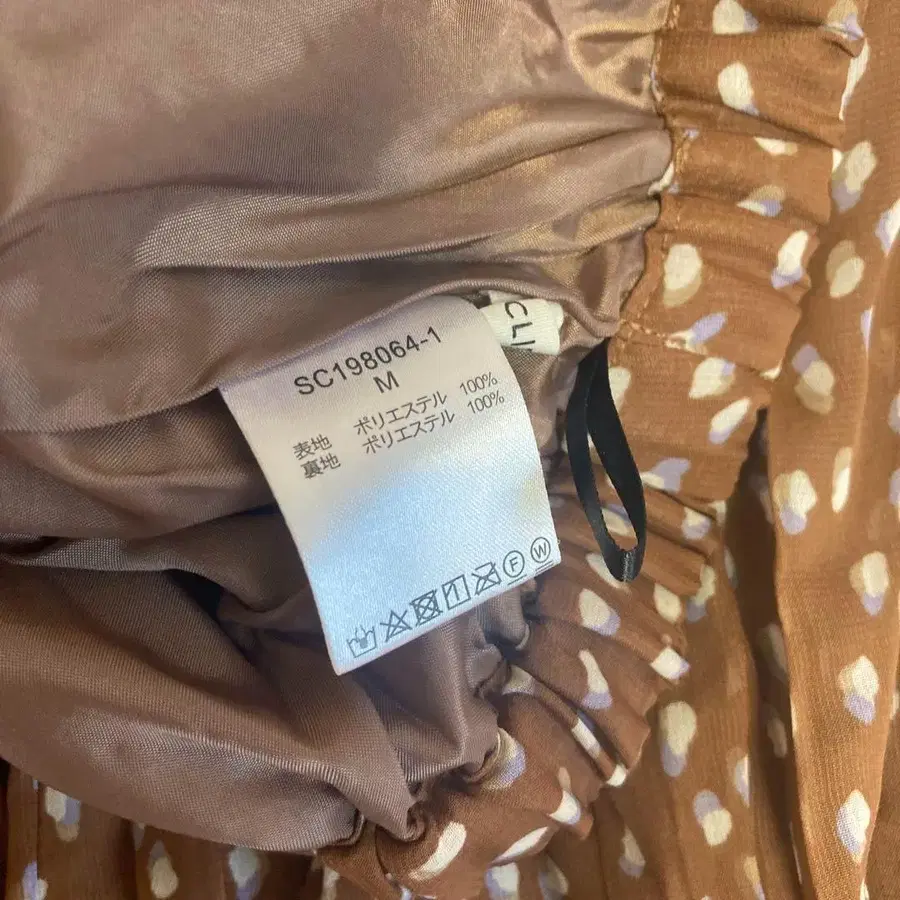 CLI
SC198064-1
M
表地 ポリエステル 100%
裏地 ポリエステル 100%
F W